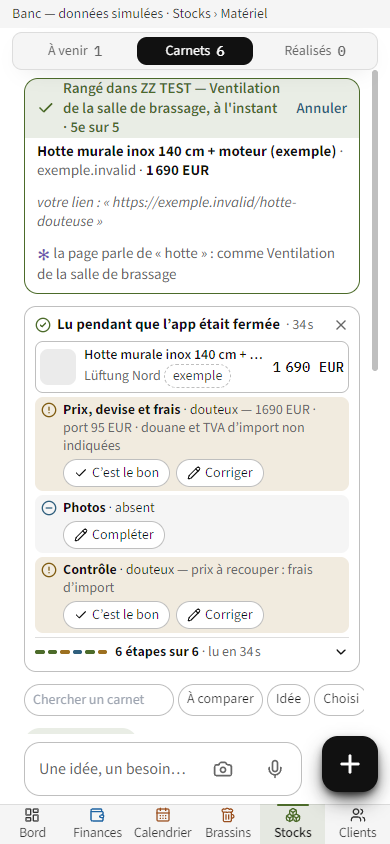 Banc — données simulées · Stocks › Matériel
À venir 1 Carnets 6 Réalisés 0
Rangé dans ZZ TEST — Ventilation
de la salle de brassage, à l'instant
· 5e sur 5
Annuler
Hotte murale inox 140 cm + moteur (exemple) ·
exemple.invalid · 1 690 EUR
votre lien : « https://exemple.invalid/hotte-
douteuse »
la page parle de « hotte » : comme Ventilation
de la salle de brassage
Lu pendant que l'app était fermée · 34 s
Hotte murale inox 140 cm + …
Lüftung Nord exemple
1 690 EUR
Prix, devise et frais · douteux — 1690 EUR ·
port 95 EUR · douane et TVA d'import non
indiquées
C'est le bon Corriger
Photos · absent
Compléter
Contrôle · douteux — prix à recouper : frais
d'import
C'est le bon Corriger
6 étapes sur 6 · lu en 34 s
Chercher un carnet À comparer Idée Choisi
Une idée, un besoin…
Bord Finances Calendrier Brassins Stocks Clients